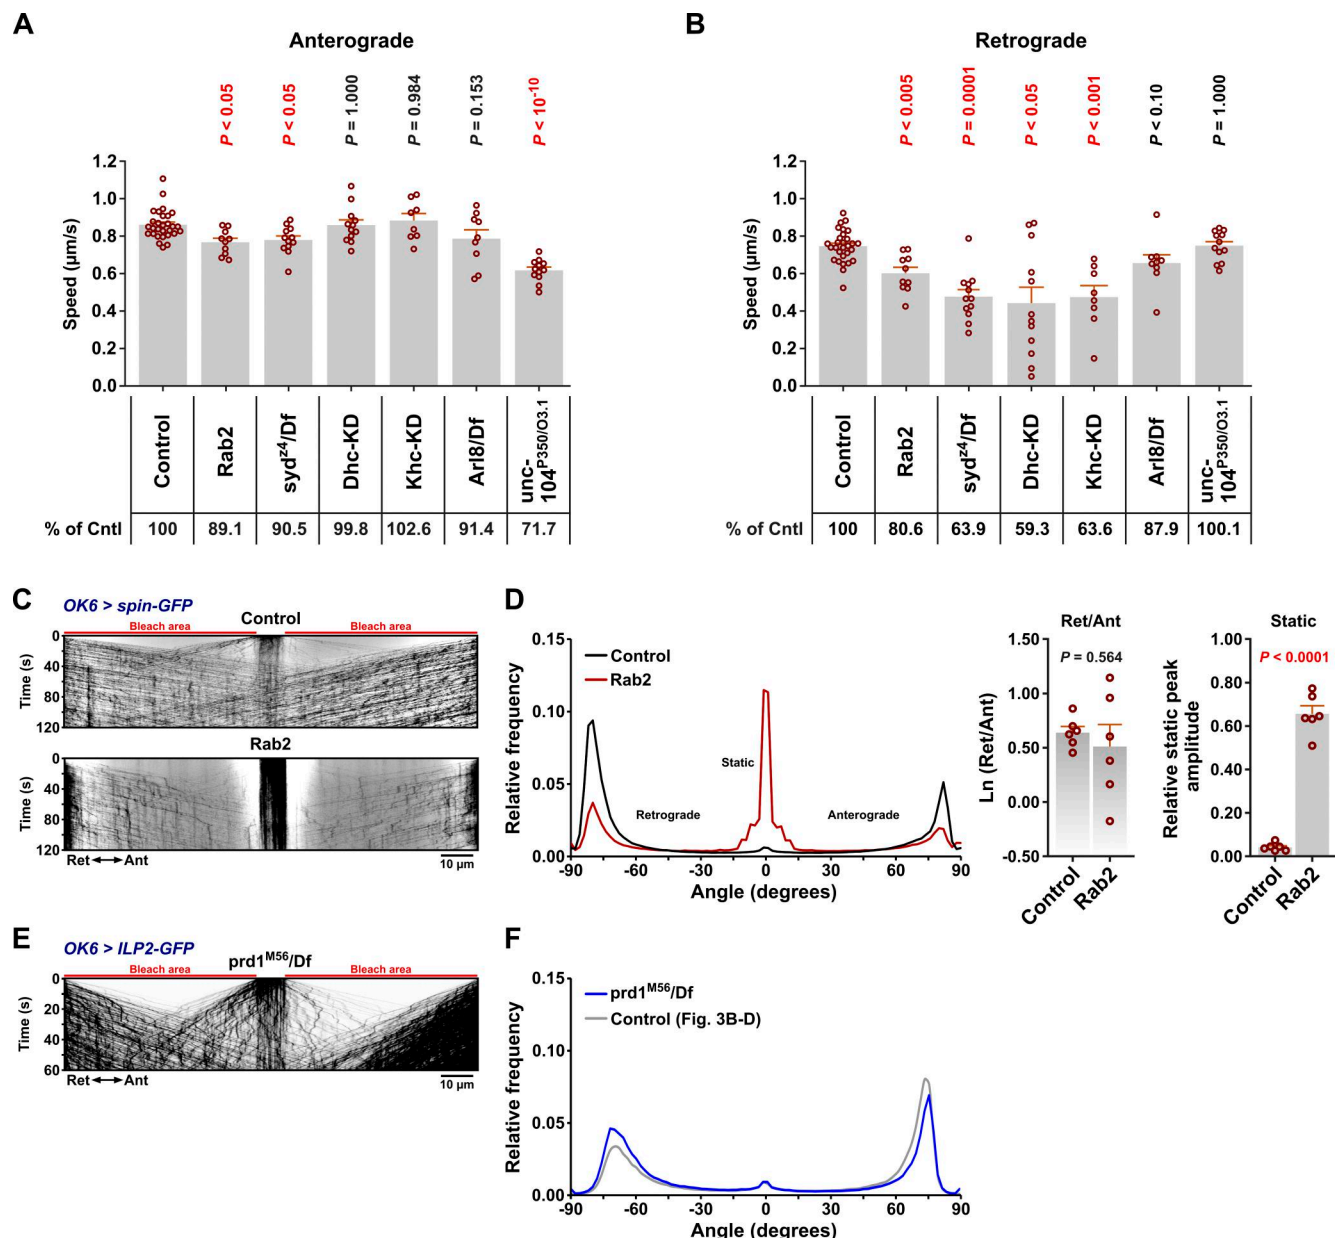 A
Anterograde
P < 0.05
P < 0.05
P = 1.000
P = 0.984
P = 0.153
P < 10-10
Speed (µm/s)
1.2
1.0
0.8
0.6
0.4
0.2
0.0
Control
Rab2
sydz4/Df
Dhc-KD
Khc-KD
Arl8/Df
unc-
104P350/O3.1
% of Cntl 100 89.1 90.5 99.8 102.6 91.4 71.7
B
Retrograde
P < 0.005
P = 0.0001
P < 0.05
P < 0.001
P < 0.10
P = 1.000
Speed (µm/s)
1.2
1.0
0.8
0.6
0.4
0.2
0.0
Control
Rab2
sydz4/Df
Dhc-KD
Khc-KD
Arl8/Df
unc-
104P350/O3.1
% of Cntl 100 80.6 63.9 59.3 63.6 87.9 100.1
C
OK6 > spin-GFP
Control
Bleach area
Bleach area
Time (s)
0
40
80
120
Rab2
Time (s)
0
40
80
120
Ret Ant
10 µm
D
Relative frequency
0.15
0.10
0.05
0.00
Control
Rab2
Static
Retrograde
Anterograde
-90 -60 -30 0 30 60 90
Angle (degrees)
Ret/Ant
P = 0.564
Ln (Ret/Ant)
1.50
1.00
0.50
0.00
-0.50
Control
Rab2
Static
P < 0.0001
Relative static peak
amplitude
1.00
0.80
0.60
0.40
0.20
0.00
Control
Rab2
E
OK6 > ILP2-GFP
prd1M56/Df
Bleach area
Bleach area
Time (s)
0
20
40
60
Ret Ant
10 µm
F
Relative frequency
0.15
0.10
0.05
0.00
prd1M56/Df
Control (Fig. 3B-D)
-90 -60 -30 0 30 60 90
Angle (degrees)